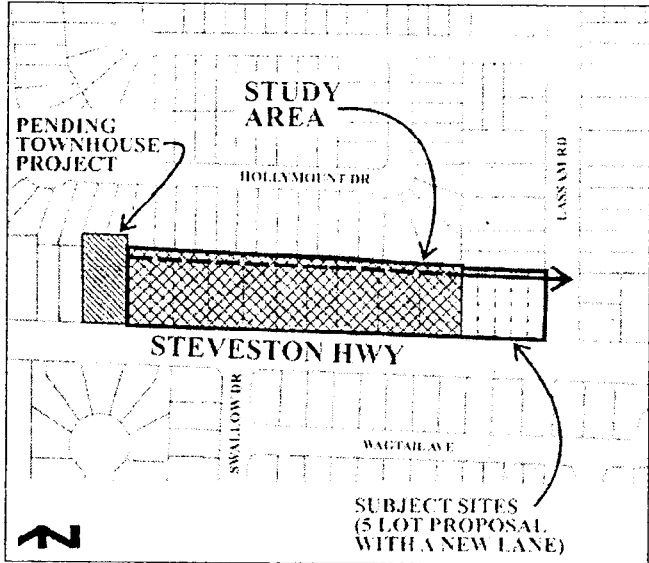 STUDY
AREA
PENDING
TOWNHOUSE
PROJECT
HOLLYMOUNT DR
LASSAM RD
STEVESTON HWY
SWALLOW DR
WAGTAIL AVE
SUBJECT SITES
(5 LOT PROPOSAL
WITH A NEW LANE)
N